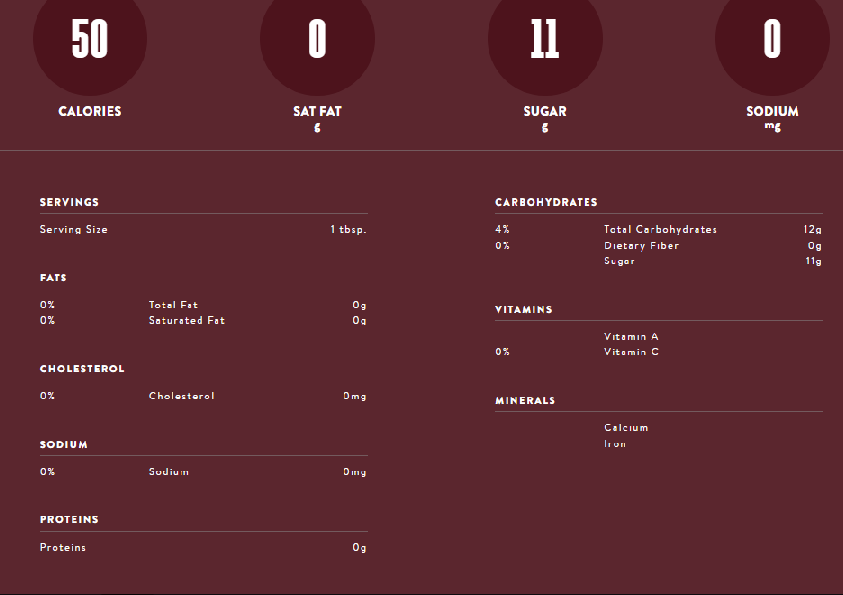 50 0 11 0
CALORIES SAT FAT SUGAR SODIUM
g g mg
SERVINGS
Serving Size 1 tbsp.
FATS
0% Total Fat 0g
0% Saturated Fat 0g
CHOLESTEROL
0% Cholesterol 0mg
SODIUM
0% Sodium 0mg
PROTEINS
Proteins 0g
CARBOHYDRATES
4% Total Carbohydrates 12g
0% Dietary Fiber 0g
Sugar 11g
VITAMINS
Vitamin A
0% Vitamin C
MINERALS
Calcium
Iron